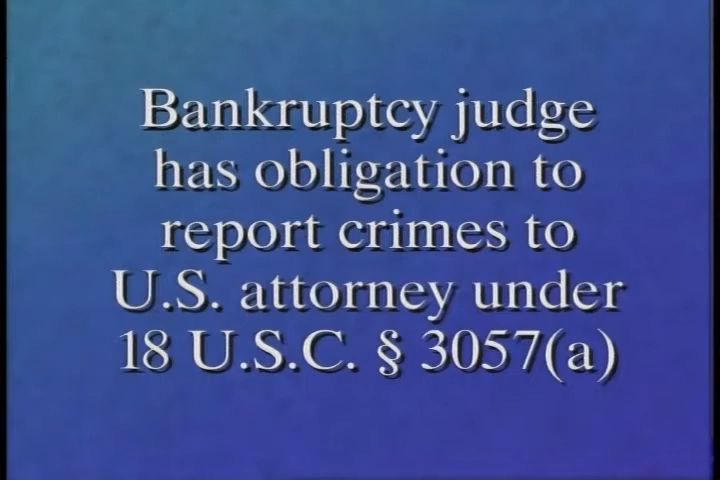 Bankruptcy judge
has obligation to
report crimes to
U.S. attorney under
18 U.S.C. § 3057(a)